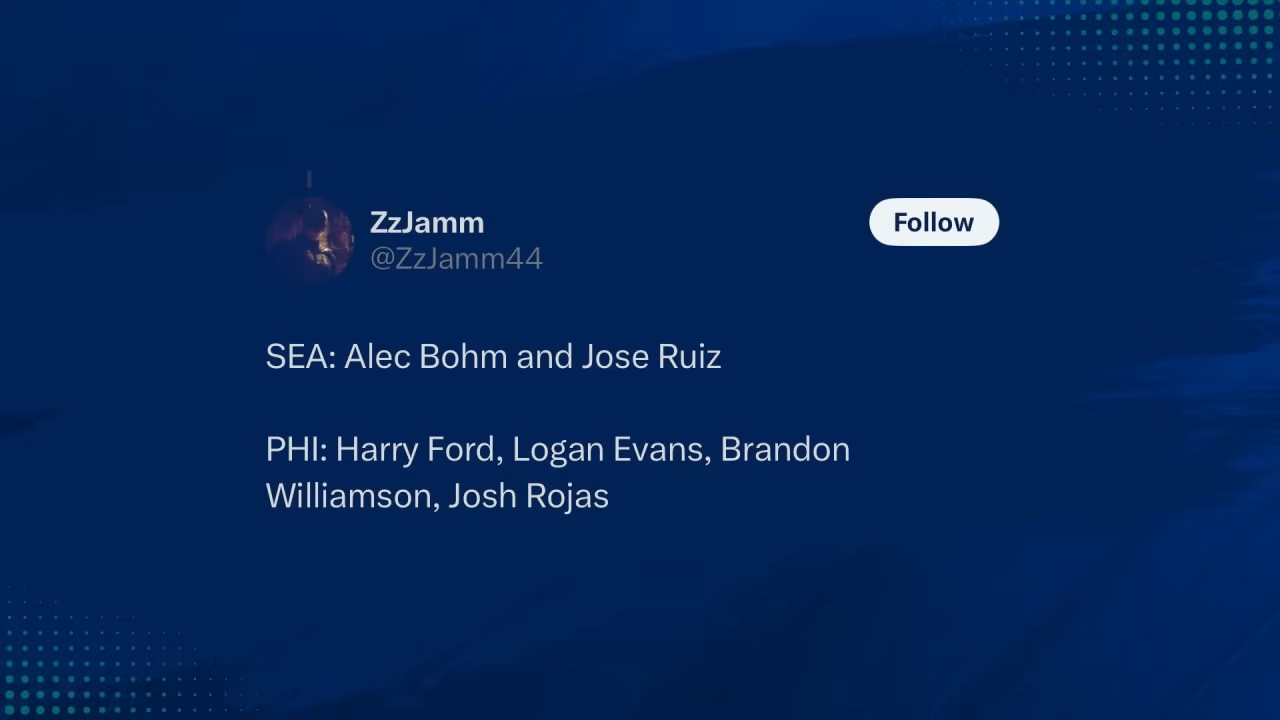 ZzJamm
@ZzJamm44
Follow
SEA: Alec Bohm and Jose Ruiz
PHI: Harry Ford, Logan Evans, Brandon
Williamson, Josh Rojas